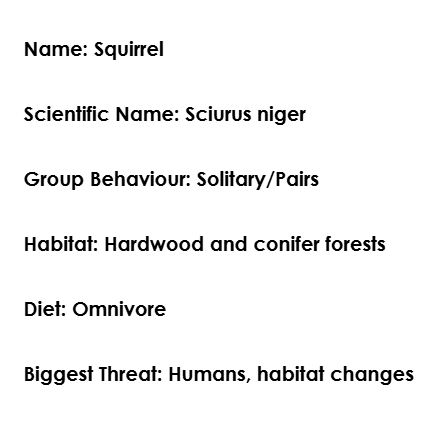 Name: Squirrel
Scientific Name: Sciurus niger
Group Behaviour: Solitary/Pairs
Habitat: Hardwood and conifer forests
Diet: Omnivore
Biggest Threat: Humans, habitat changes